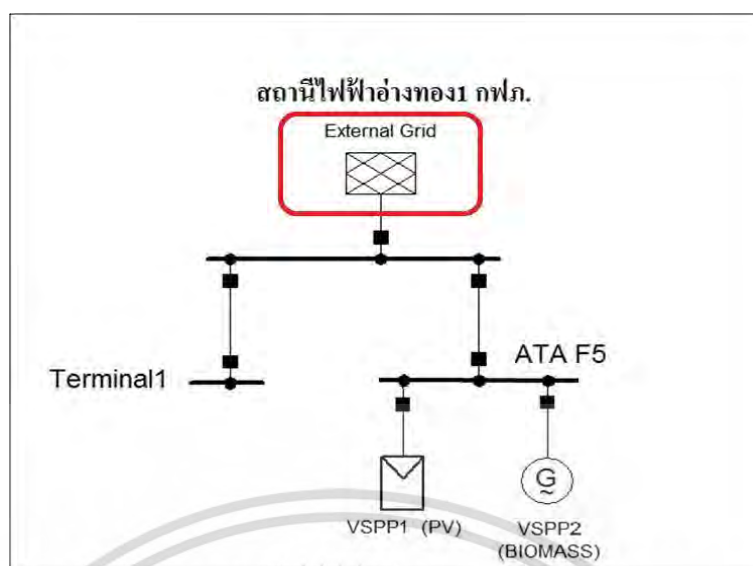 สถานีไฟฟ้าอ่างทอง1 กฟภ.
External Grid
ATA F5
Terminal1
G
VSPP1 (PV)
VSPP2
(BIOMASS)